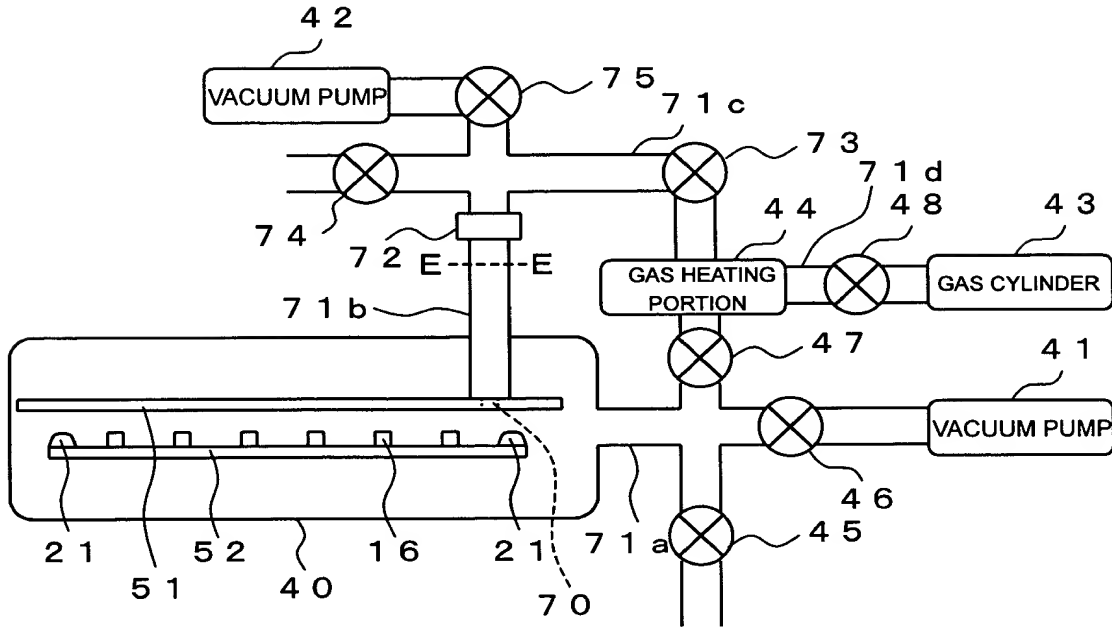 42
VACUUM PUMP
75
71c
73
71d
74
44
48
43
72
E
E
GAS HEATING
PORTION
GAS CYLINDER
71b
47
41
VACUUM PUMP
46
21
52
16
21
71a
45
51
40
70